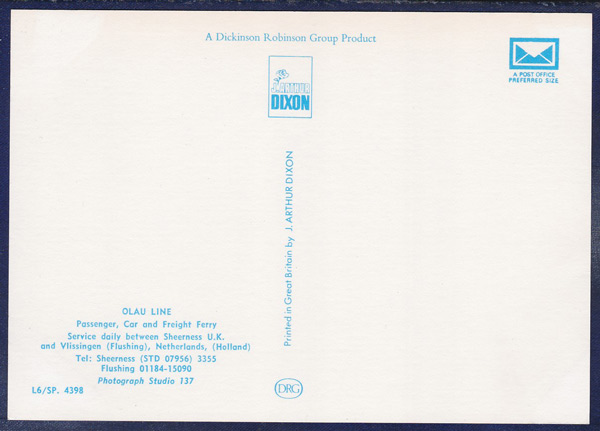 A Dickinson Robinson Group Product
J. ARTHUR
DIXON
A POST OFFICE
PREFERRED SIZE
Printed in Great Britain by J. ARTHUR DIXON
OLAU LINE
Passenger, Car and Freight Ferry
Service daily between Sheerness U.K.
and Vlissingen (Flushing), Netherlands, (Holland)
Tel: Sheerness (STD 07956) 3355
Flushing 01184-15090
Photograph Studio 137
L6/SP. 4398
DRG